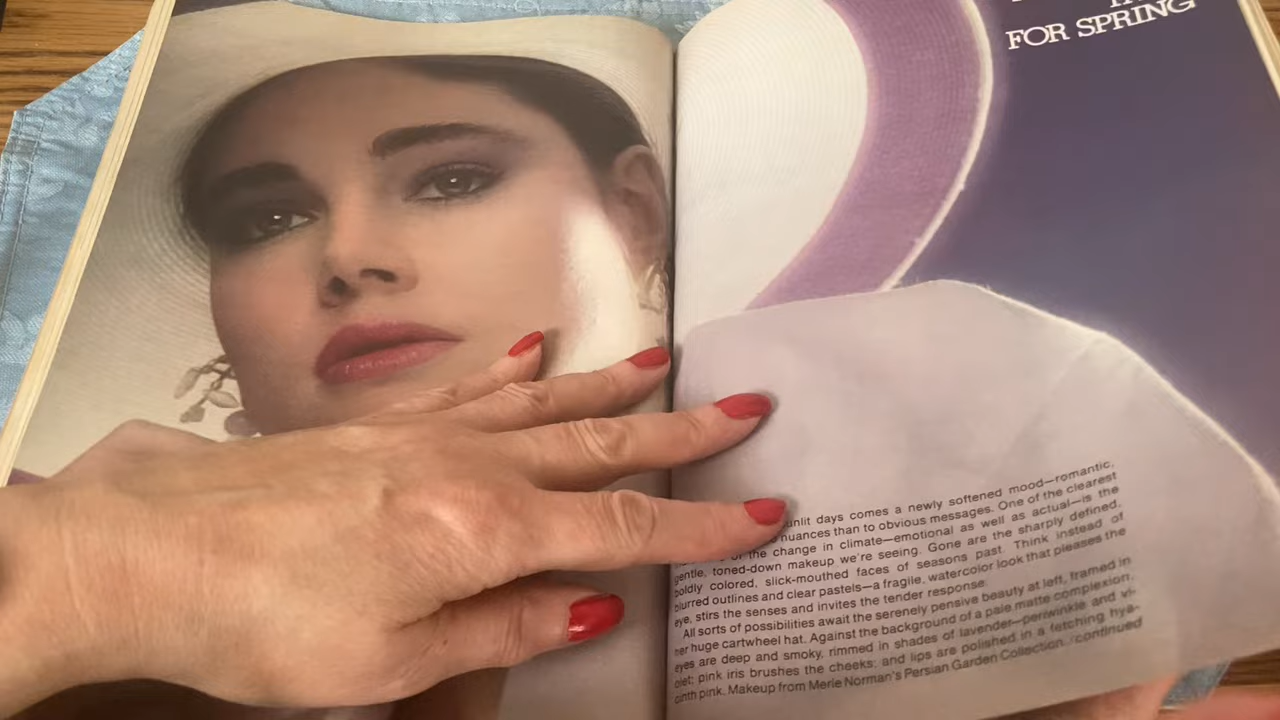 FOR SPRING
days comes a newly softened mood—romantic,
nuances than to obvious messages. One of the clearest
the change in climate—emotional as well as actual—is the
gentle, toned-down makeup we're seeing. Gone are the sharply defined,
boldly colored, slick-mouthed faces of seasons past. Think instead of
blurred outlines and clear pastels—a fragile, watercolor look that pleases the
eye, stirs the senses and invites the tender response.
All sorts of possibilities await the serenely pensive beauty at left, framed in
her huge cartwheel hat. Against the background of a pale matte complexion,
eyes are deep and smoky, rimmed in shades of lavender—periwinkle and vi-
olet; pink iris brushes the cheeks; and lips are polished in a fetching hya-
cinth pink. Makeup from Merle Norman's Persian Garden Collection. /continued